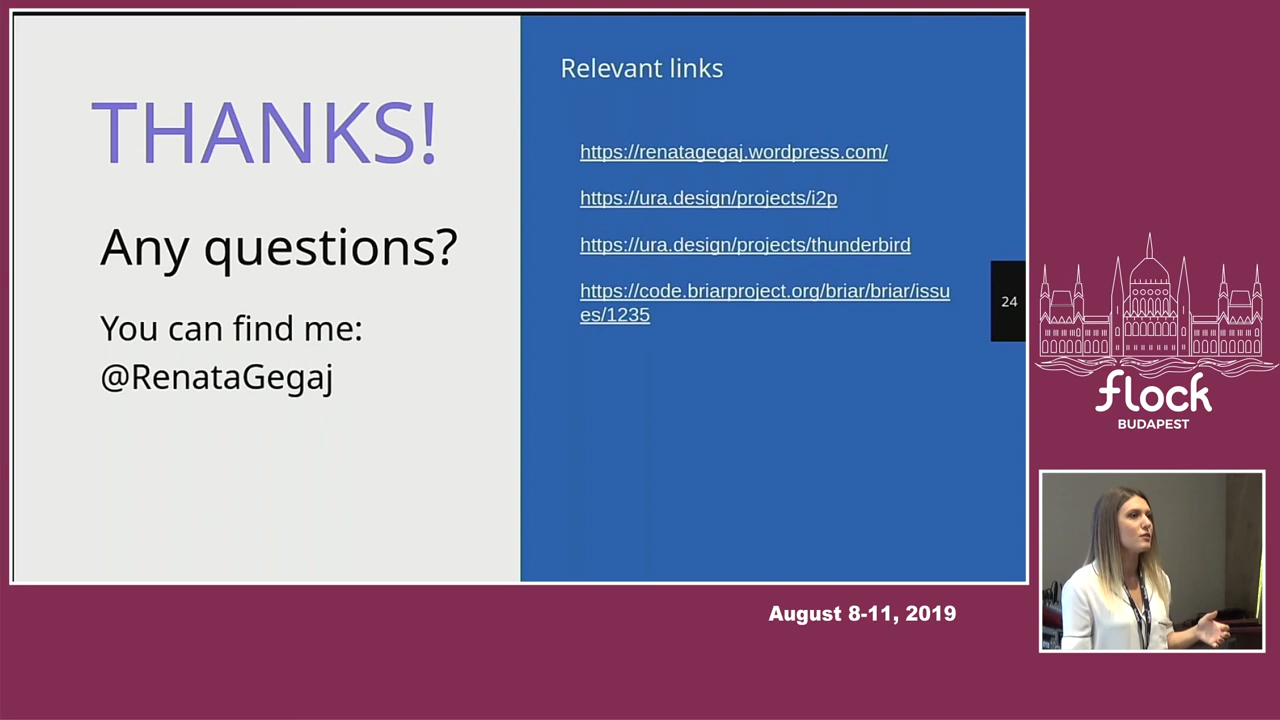 THANKS!
Any questions?
You can find me:
@RenataGegaj
Relevant links
https://renatagegaj.wordpress.com/
https://ura.design/projects/i2p
https://ura.design/projects/thunderbird
https://code.briarproject.org/briar/briar/issu
es/1235
24
flock
BUDAPEST
August 8-11, 2019